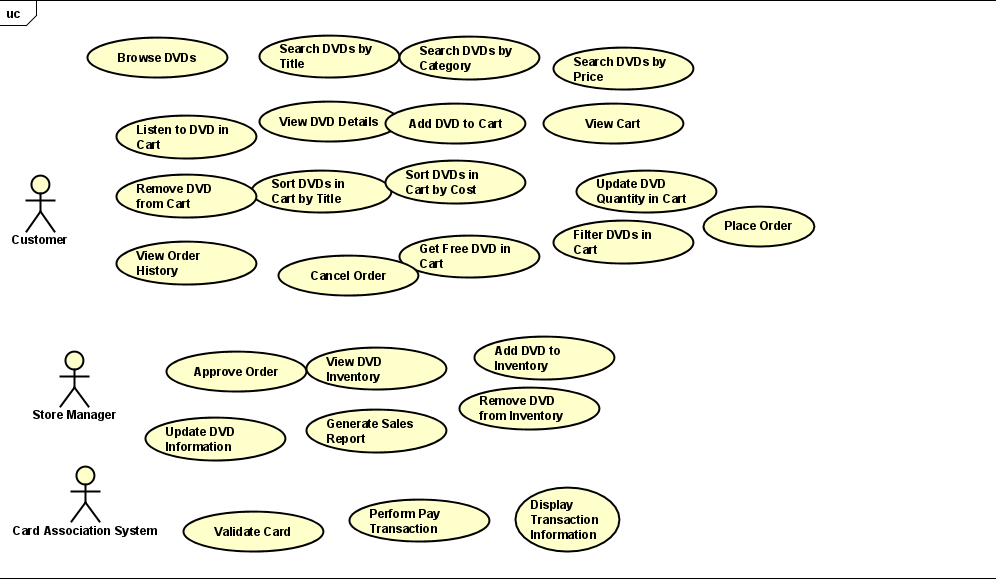 uc
Browse DVDs
Search DVDs by
Title
Search DVDs by
Category
Search DVDs by
Price
Listen to DVD in
Cart
View DVD Details
Add DVD to Cart
View Cart
Customer
Remove DVD
from Cart
Sort DVDs in
Cart by Title
Sort DVDs in
Cart by Cost
Update DVD
Quantity in Cart
Place Order
View Order
History
Cancel Order
Get Free DVD in
Cart
Filter DVDs in
Cart
Store Manager
Approve Order
View DVD
Inventory
Add DVD to
Inventory
Remove DVD
from Inventory
Update DVD
Information
Generate Sales
Report
Card Association System
Validate Card
Perform Pay
Transaction
Display
Transaction
Information